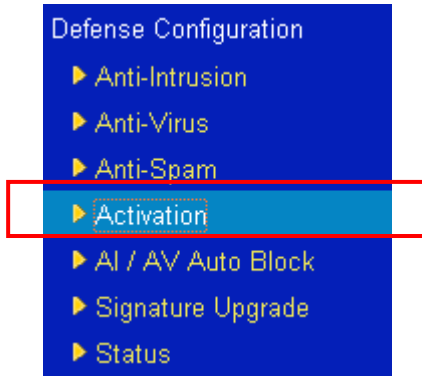 Defense Configuration
Anti-Intrusion
Anti-Virus
Anti-Spam
Activation
AI / AV Auto Block
Signature Upgrade
Status